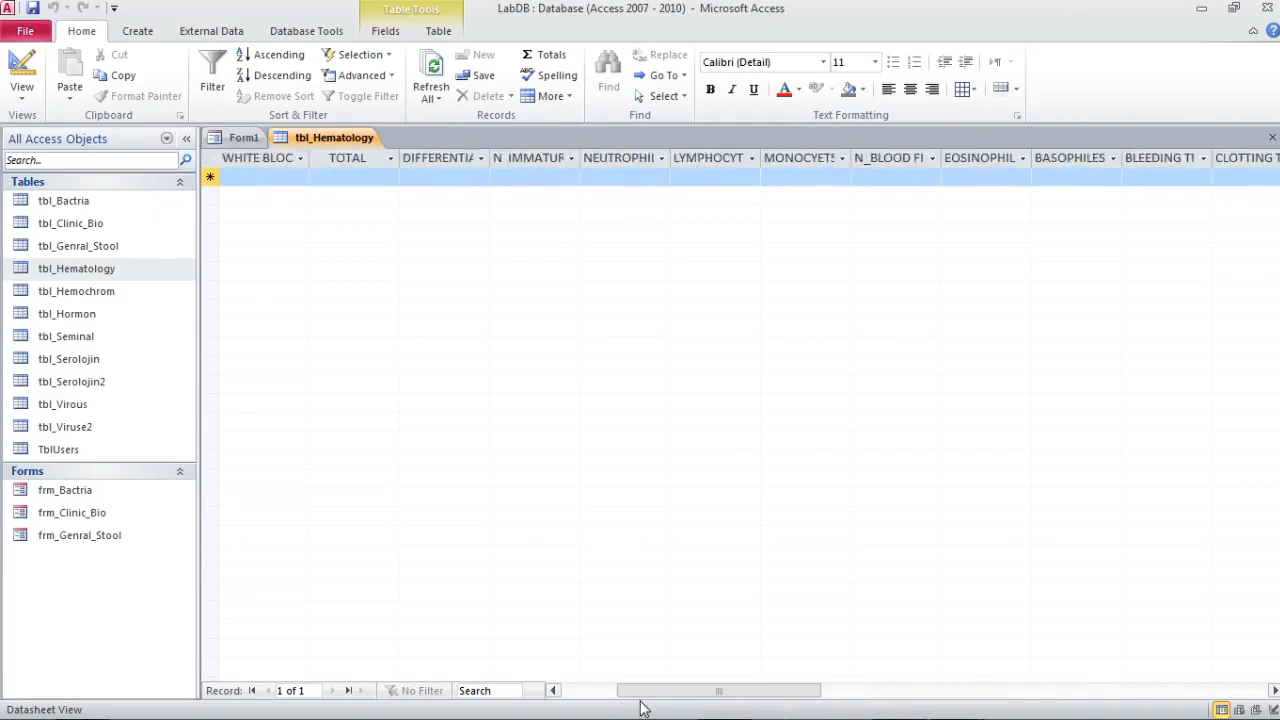 LabDB : Database (Access 2007 - 2010) - Microsoft Access
Table Tools
File Home Create External Data Database Tools Fields Table
View
Views
Paste
Cut
Copy
Format Painter
Clipboard
Filter
Ascending
Descending
Remove Sort
Selection
Advanced
Toggle Filter
Sort & Filter
Refresh
All
New
Save
Delete
Totals
Spelling
More
Records
Find
Replace
Go To
Select
Find
Calibri (Detail) 11
B I U A ab
Text Formatting
All Access Objects
Search...
Tables
tbl_Bactria
tbl_Clinic_Bio
tbl_Genral_Stool
tbl_Hematology
tbl_Hemochrom
tbl_Hormon
tbl_Seminal
tbl_Serolojin
tbl_Serolojin2
tbl_Virous
tbl_Viruse2
TblUsers
Forms
frm_Bactria
frm_Clinic_Bio
frm_Genral_Stool
Form1 tbl_Hematology
WHITE BLOC TOTAL DIFFERENTIA N_IMMATUR NEUTROPHII LYMPHOCT MONOCYETS N_BLOOD FI EOSINOPHIL BASOPHILES BLEEDING TI CLOTTING T
Record: 1 of 1 No Filter Search
Datasheet View